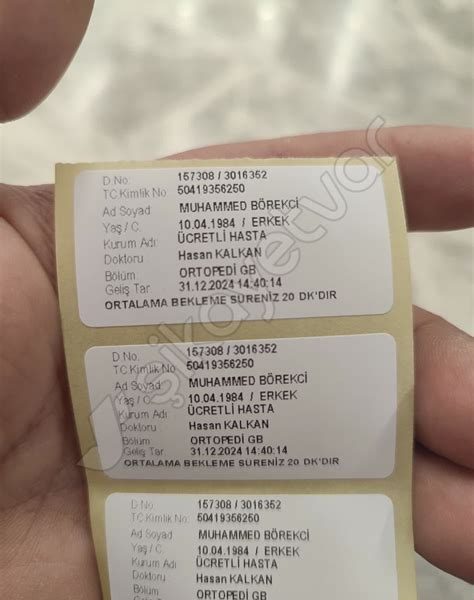 D.No: 157308 / 3016352
TC Kimlik No: 50419356250
Ad Soyad: MUHAMMED BÖREKCİ
Yaş / C. 10.04.1984 / ERKEK
Kurum Adı: ÜCRETLİ HASTA
Doktoru Hasan KALKAN
Bölüm ORTOPEDİ GB
Geliş Tar. 31.12.2024 14:40:14
ORTALAMA BEKLEME SÜRENİZ 20 DK'DIR
D.No: 157308 / 3016352
TC Kimlik No: 50419356250
Ad Soyad: MUHAMMED BÖREKCİ
Yaş / C. 10.04.1984 / ERKEK
Kurum Adı: ÜCRETLİ HASTA
Doktoru Hasan KALKAN
Bölüm ORTOPEDİ GB
Geliş Tar. 31.12.2024 14:40:14
ORTALAMA BEKLEME SÜRENİZ 20 DK'DIR
D.No: 157308 / 3016352
TC Kimlik No: 50419356250
Ad Soyad MUHAMMED BÖREKCİ
Yaş / C. 10.04.1984 / ERKEK
Kurum Adı: ÜCRETLİ HASTA
Doktoru Hasan KALKAN
Bölüm: ORTOPEDİ GB
şikayetvar